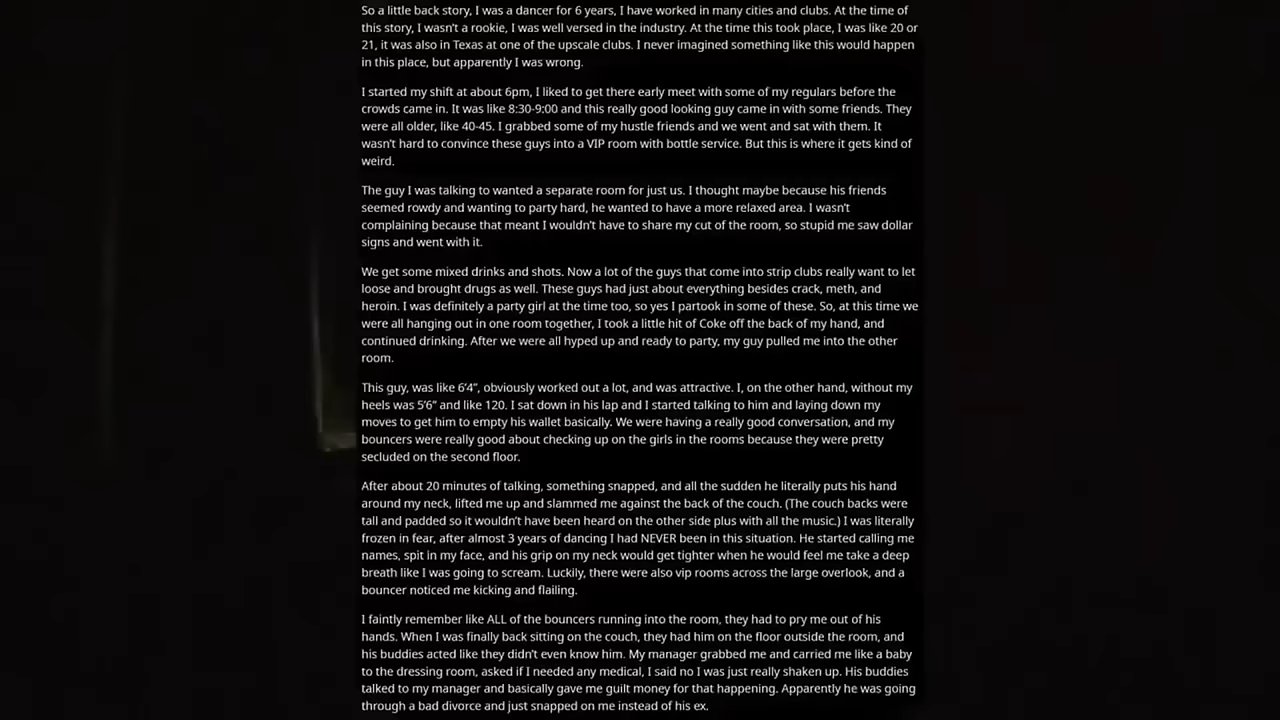 So a little back story, I was a dancer for 6 years, I have worked in many cities and clubs. At the time of
this story, I wasn't a rookie, I was well versed in the industry. At the time this took place, I was like 20 or
21, it was also in Texas at one of the upscale clubs. I never imagined something like this would happen
in this place, but apparently I was wrong.
I started my shift at about 6pm, I liked to get there early meet with some of my regulars before the
crowds came in. It was like 8:30-9:00 and this really good looking guy came in with some friends. They
were all older, like 40-45. I grabbed some of my hustle friends and we went and sat with them. It
wasn't hard to convince these guys into a VIP room with bottle service. But this is where it gets kind of
weird.
The guy I was talking to wanted a separate room for just us. I thought maybe because his friends
seemed rowdy and wanting to party hard, he wanted to have a more relaxed area. I wasn't
complaining because that meant I wouldn't have to share my cut of the room, so stupid me saw dollar
signs and went with it.
We get some mixed drinks and shots. Now a lot of the guys that come into strip clubs really want to let
loose and brought drugs as well. These guys had just about everything besides crack, meth, and
heroin. I was definitely a party girl at the time too, so yes I partook in some of these. So, at this time we
were all hanging out in one room together, I took a little hit of Coke off the back of my hand, and
continued drinking. After we were all hyped up and ready to party, my guy pulled me into the other
room.
This guy, was like 6'4”, obviously worked out a lot, and was attractive. I, on the other hand, without my
heels was 5'6” and like 120. I sat down in his lap and I started talking to him and laying down my
moves to get him to empty his wallet basically. We were having a really good conversation, and my
bouncers were really good about checking up on the girls in the rooms because they were pretty
secluded on the second floor.
After about 20 minutes of talking, something snapped, and all the sudden he literally puts his hand
around my neck, lifted me up and slammed me against the back of the couch. (The couch backs were
tall and padded so it wouldn't have been heard on the other side plus with all the music.) I was literally
frozen in fear, after almost 3 years of dancing I had NEVER been in this situation. He started calling me
names, spit in my face, and his grip on my neck would get tighter when he would feel me take a deep
breath like I was going to scream. Luckily, there were also vip rooms across the large overlook, and a
bouncer noticed me kicking and flailing.
I faintly remember like ALL of the bouncers running into the room, they had to pry me out of his
hands. When I was finally back sitting on the couch, they had him on the floor outside the room, and
his buddies acted like they didn't even know him. My manager grabbed me and carried me like a baby
to the dressing room, asked if I needed any medical, I said no I was just really shaken up. His buddies
talked to my manager and basically gave me guilt money for that happening. Apparently he was going
through a bad divorce and just snapped on me instead of his ex.